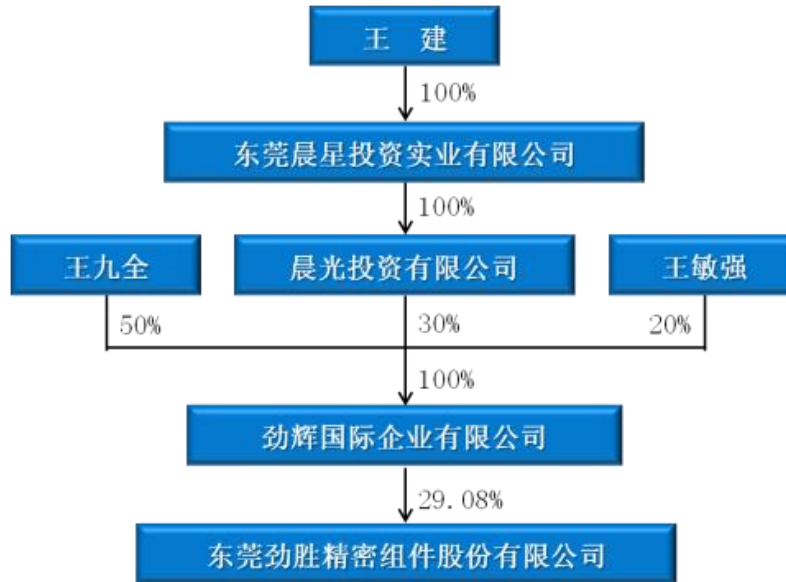 王　建
100%
东莞晨星投资实业有限公司
100%
王九全
晨光投资有限公司
王敏强
50%
30%
20%
100%
劲辉国际企业有限公司
29.08%
东莞劲胜精密组件股份有限公司